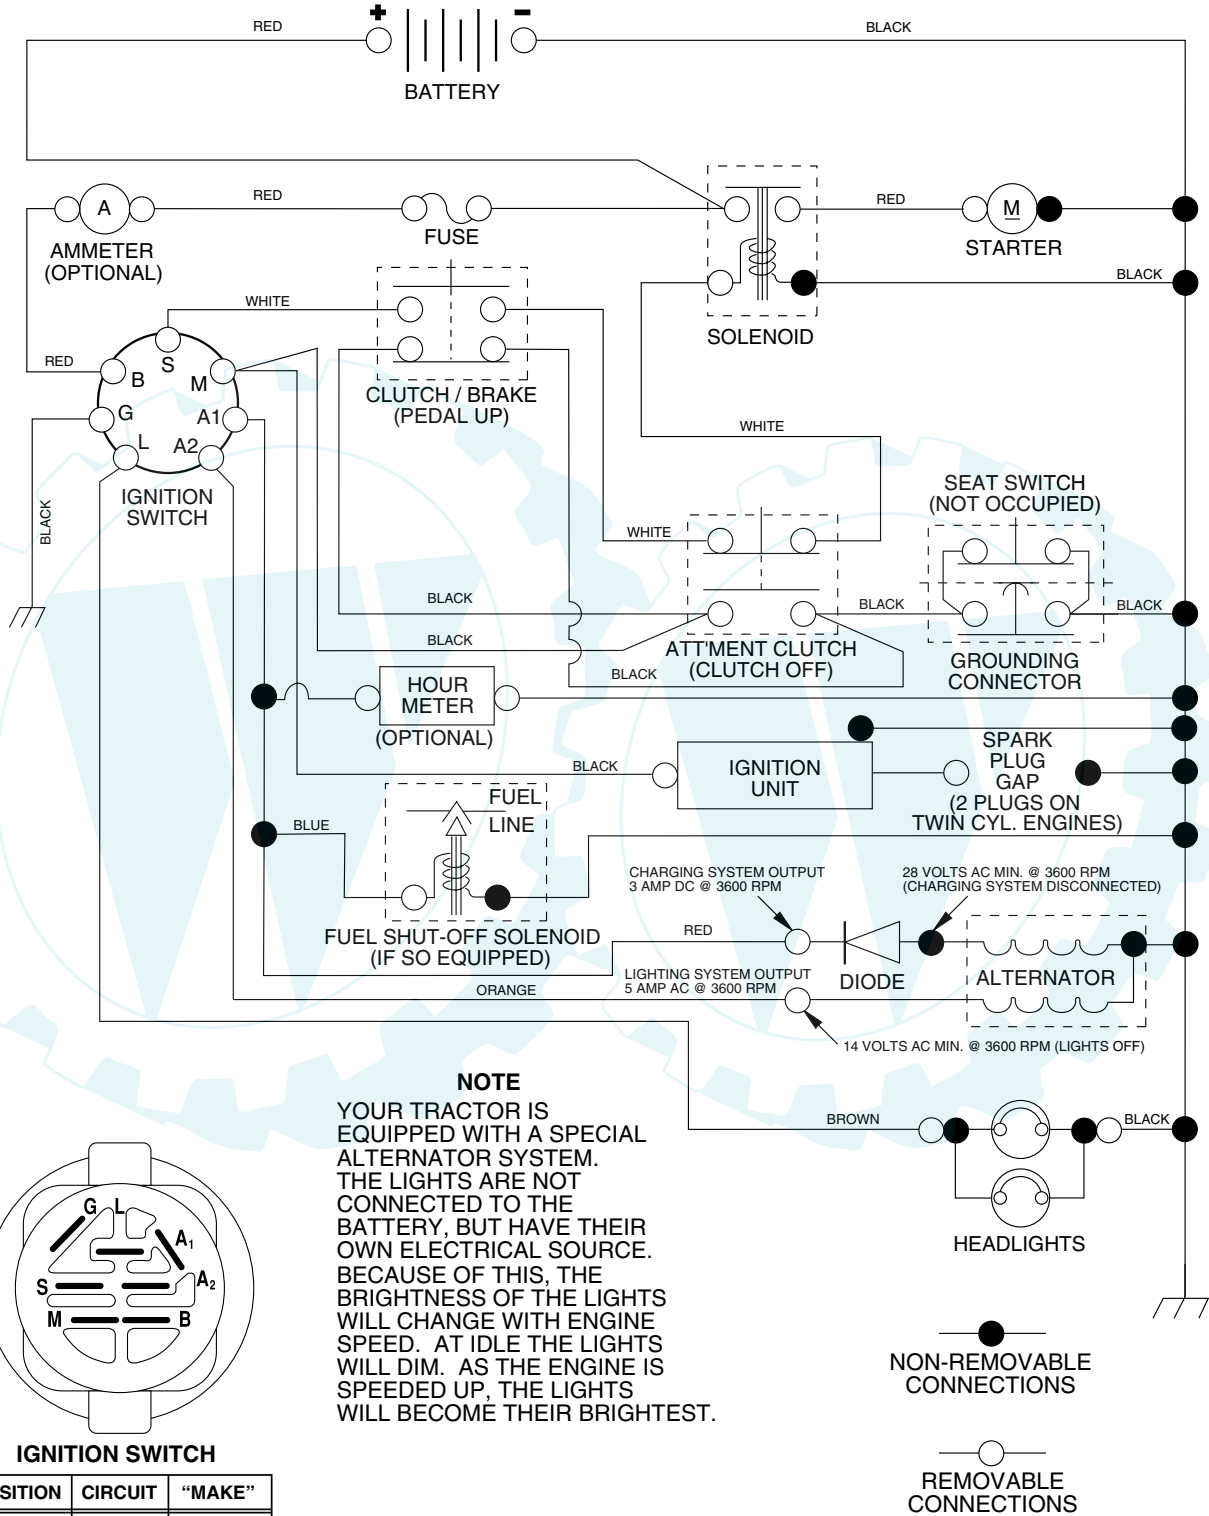 + -
RED
BLACK
BATTERY
A
RED
FUSE
RED
M
STARTER
AMMETER
(OPTIONAL)
BLACK
SOLENOID
WHITE
RED
S
B
M
G
A1
L
A2
CLUTCH / BRAKE
(PEDAL UP)
WHITE
IGNITION
SWITCH
BLACK
SEAT SWITCH
(NOT OCCUPIED)
WHITE
BLACK
BLACK
BLACK
BLACK
ATT'MENT CLUTCH
(CLUTCH OFF)
BLACK
GROUNDING
CONNECTOR
HOUR
METER
(OPTIONAL)
BLACK
IGNITION
UNIT
SPARK
PLUG
GAP
(2 PLUGS ON
TWIN CYL. ENGINES)
FUEL
LINE
BLUE
FUEL SHUT-OFF SOLENOID
(IF SO EQUIPPED)
CHARGING SYSTEM OUTPUT
3 AMP DC @ 3600 RPM
28 VOLTS AC MIN. @ 3600 RPM
(CHARGING SYSTEM DISCONNECTED)
RED
DIODE
ALTERNATOR
LIGHTING SYSTEM OUTPUT
5 AMP AC @ 3600 RPM
ORANGE
14 VOLTS AC MIN. @ 3600 RPM (LIGHTS OFF)
NOTE
YOUR TRACTOR IS
EQUIPPED WITH A SPECIAL
ALTERNATOR SYSTEM.
THE LIGHTS ARE NOT
CONNECTED TO THE
BATTERY, BUT HAVE THEIR
OWN ELECTRICAL SOURCE.
BECAUSE OF THIS, THE
BRIGHTNESS OF THE LIGHTS
WILL CHANGE WITH ENGINE
SPEED. AT IDLE THE LIGHTS
WILL DIM. AS THE ENGINE IS
SPEEDED UP, THE LIGHTS
WILL BECOME THEIR BRIGHTEST.
BROWN
BLACK
HEADLIGHTS
G L
A1
S
A2
M
B
IGNITION SWITCH
SITION CIRCUIT “MAKE”
NON-REMOVABLE
CONNECTIONS
REMOVABLE
CONNECTIONS